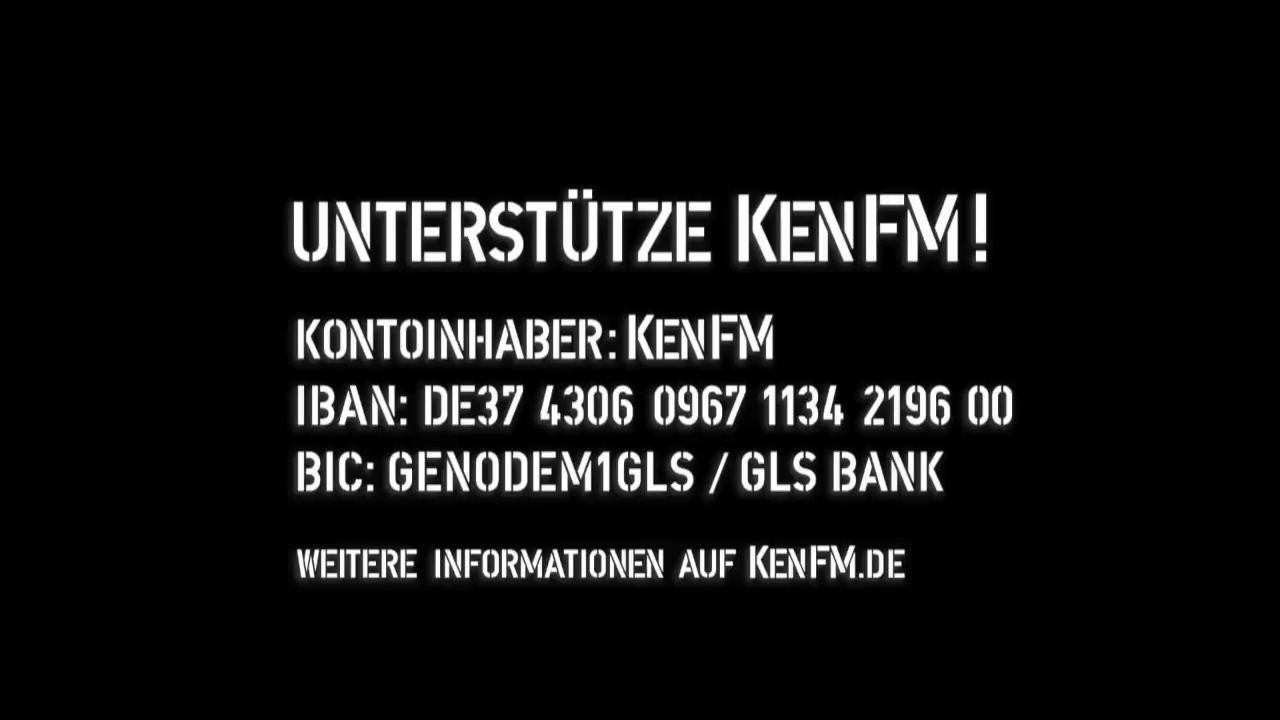 UNTERSTÜTZE KENFM!
KONTOINHABER: KENFM
IBAN: DE37 4306 0967 1134 2196 00
BIC: GENODEM1GLS / GLS BANK
WEITERE INFORMATIONEN AUF KENFM.DE